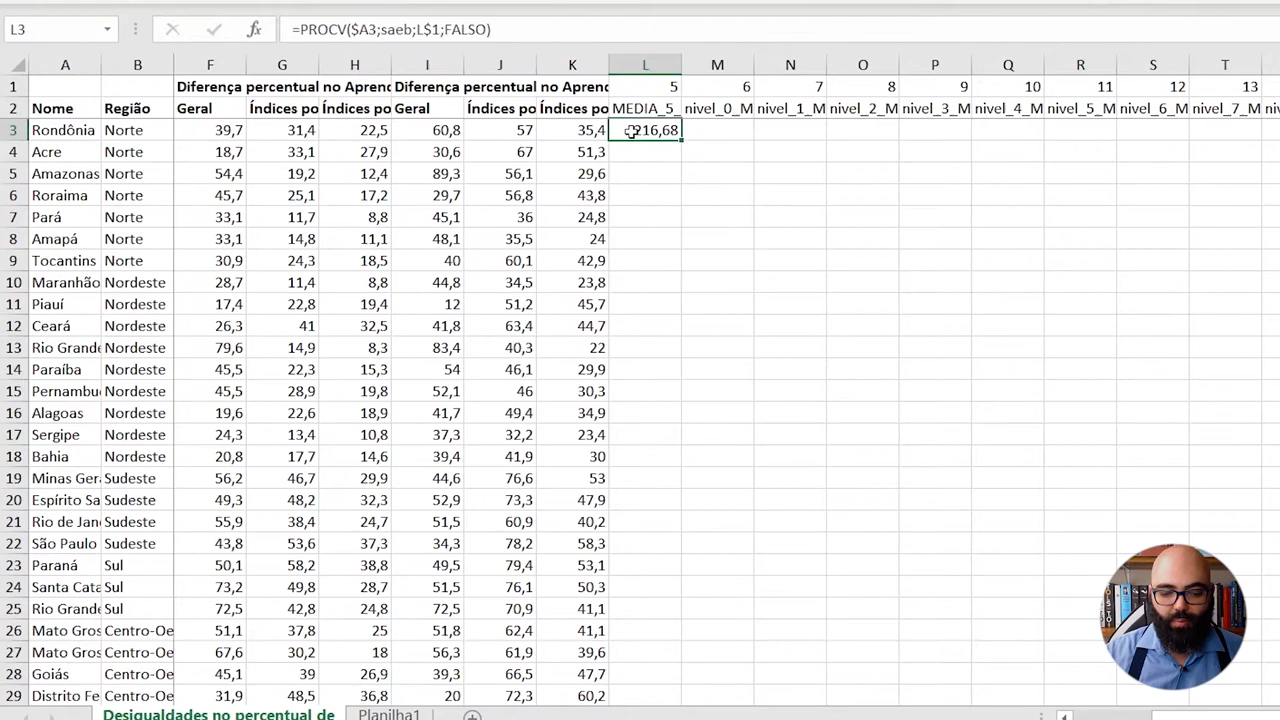 L3 fx =PROCV($A3;saeb;L$1;FALSO)
A B F G H I J K L M N O P Q R S T
1 Diferença percentual no Aprend Diferença percentual no Aprend 5 6 7 8 9 10 11 12 13
2 Nome Região Geral Índices po Índices po Geral Índices po Índices po MEDIA_5_ nivel_0_M nivel_1_M nivel_2_M nivel_3_M nivel_4_M nivel_5_M nivel_6_M nivel_7_M
3 Rondônia Norte 39,7 31,4 22,5 60,8 57 35,4 216,68
4 Acre Norte 18,7 33,1 27,9 30,6 67 51,3
5 Amazonas Norte 54,4 19,2 12,4 89,3 56,1 29,6
6 Roraima Norte 45,7 25,1 17,2 29,7 56,8 43,8
7 Pará Norte 33,1 11,7 8,8 45,1 36 24,8
8 Amapá Norte 33,1 14,8 11,1 48,1 35,5 24
9 Tocantins Norte 30,9 24,3 18,5 40 60,1 42,9
10 Maranhão Nordeste 28,7 11,4 8,8 44,8 34,5 23,8
11 Piauí Nordeste 17,4 22,8 19,4 12 51,2 45,7
12 Ceará Nordeste 26,3 41 32,5 41,8 63,4 44,7
13 Rio Grande Nordeste 79,6 14,9 8,3 83,4 40,3 22
14 Paraíba Nordeste 45,5 22,3 15,3 54 46,1 29,9
15 Pernambuc Nordeste 45,5 28,9 19,8 52,1 46 30,3
16 Alagoas Nordeste 19,6 22,6 18,9 41,7 49,4 34,9
17 Sergipe Nordeste 24,3 13,4 10,8 37,3 32,2 23,4
18 Bahia Nordeste 20,8 17,7 14,6 39,4 41,9 30
19 Minas Gera Sudeste 56,2 46,7 29,9 44,6 76,6 53
20 Espírito Sa Sudeste 49,3 48,2 32,3 52,9 73,3 47,9
21 Rio de Jan Sudeste 55,9 38,4 24,7 51,5 60,9 40,2
22 São Paulo Sudeste 43,8 53,6 37,3 34,3 78,2 58,3
23 Paraná Sul 50,1 58,2 38,8 49,5 79,4 53,1
24 Santa Cata Sul 73,2 49,8 28,7 51,5 76,1 50,3
25 Rio Grande Sul 72,5 42,8 24,8 72,5 70,9 41,1
26 Mato Gros Centro-Oe 51,1 37,8 25 51,8 62,4 41,1
27 Mato Gros Centro-Oe 67,6 30,2 18 56,3 61,9 39,6
28 Goiás Centro-Oe 45,1 39 26,9 39,3 66,5 47,7
29 Distrito Fe Centro-Oe 31,9 48,5 36,8 20 72,3 60,2
Desigualdades no percentual de Planilha1